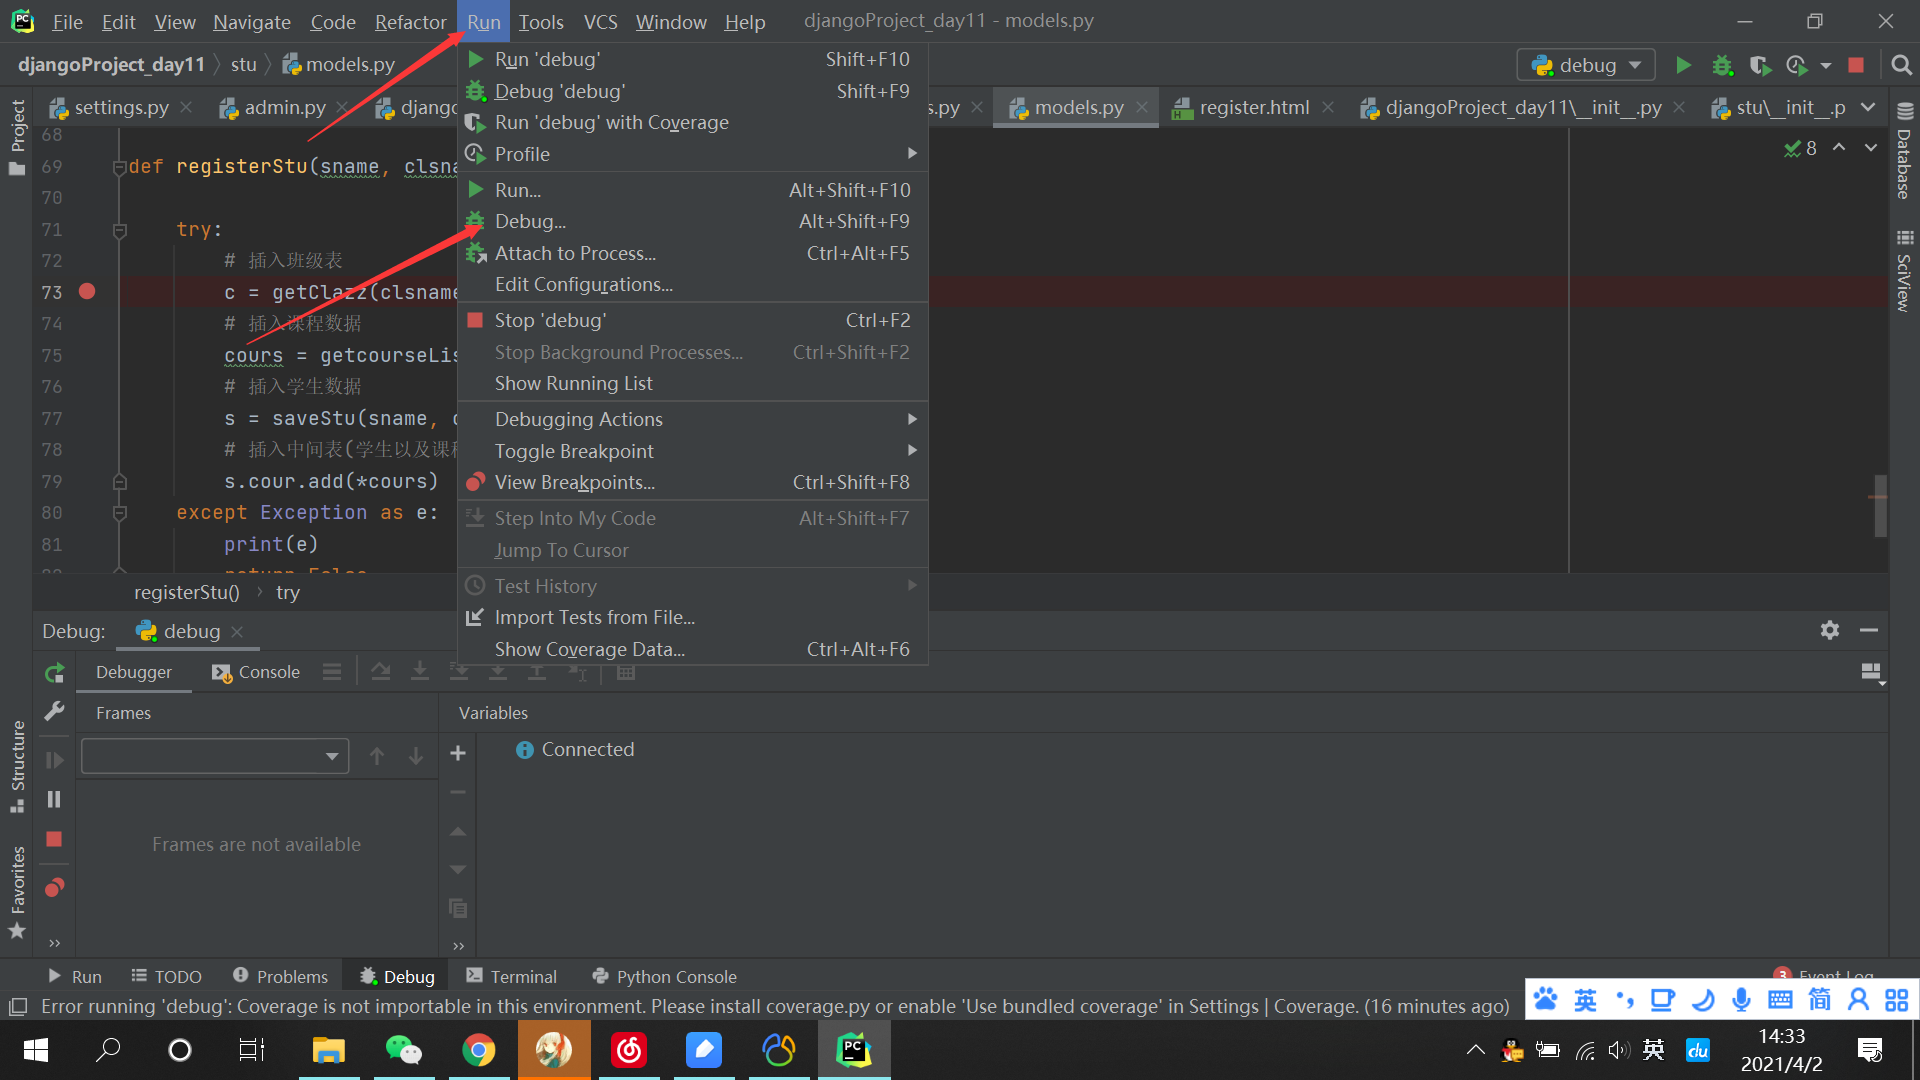 File Edit View Navigate Code Refactor Run Tools VCS Window Help djangoProject_day11 - models.py
djangoProject_day11 stu models.py debug
settings.py admin.py djang s.py models.py register.html djangoProject_day11\__init__.py stu\__init__.p
Project
Structure
Favorites
Database
SciView
68
69 def registerStu(sname, clsna
70
71 try:
72 # 插入班级表
73 c = getClazz(clsname
74 # 插入课程数据
75 cours = getcourseLis
76 # 插入学生数据
77 s = saveStu(sname,
78 # 插入中间表(学生以及课程
79 s.cour.add(*cours)
80 except Exception as e:
81 print(e)
return False
8
Run 'debug' Shift+F10
Debug 'debug' Shift+F9
Run 'debug' with Coverage
Profile
Run... Alt+Shift+F10
Debug... Alt+Shift+F9
Attach to Process... Ctrl+Alt+F5
Edit Configurations...
Stop 'debug' Ctrl+F2
Stop Background Processes... Ctrl+Shift+F2
Show Running List
Debugging Actions
Toggle Breakpoint
View Breakpoints... Ctrl+Shift+F8
Step Into My Code Alt+Shift+F7
Jump To Cursor
Test History
Import Tests from File...
Show Coverage Data... Ctrl+Alt+F6
registerStu() try
Debug: debug
Debugger Console
Frames Variables
Connected
Frames are not available
Run TODO Problems Debug Terminal Python Console 3 Event Log
Error running 'debug': Coverage is not importable in this environment. Please install coverage.py or enable 'Use bundled coverage' in Settings | Coverage. (16 minutes ago)
英 简
PC
英 du
14:33
2021/4/2